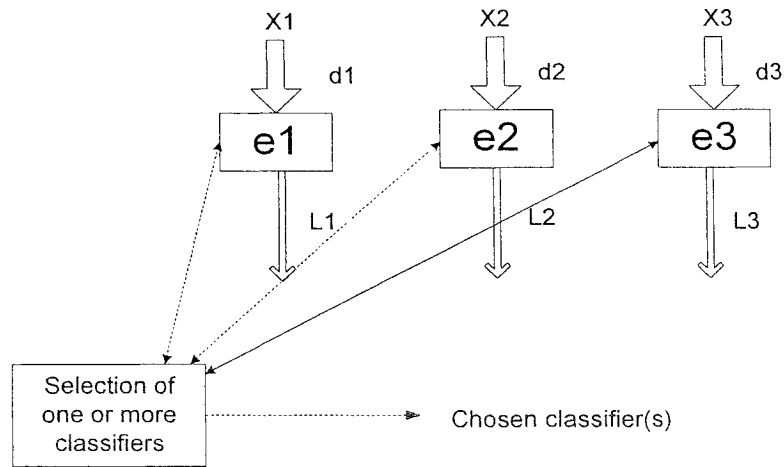 X1 X2 X3
d1 d2 d3
e1 e2 e3
L1 L2 L3
Selection of
one or more
classifiers
Chosen classifier(s)